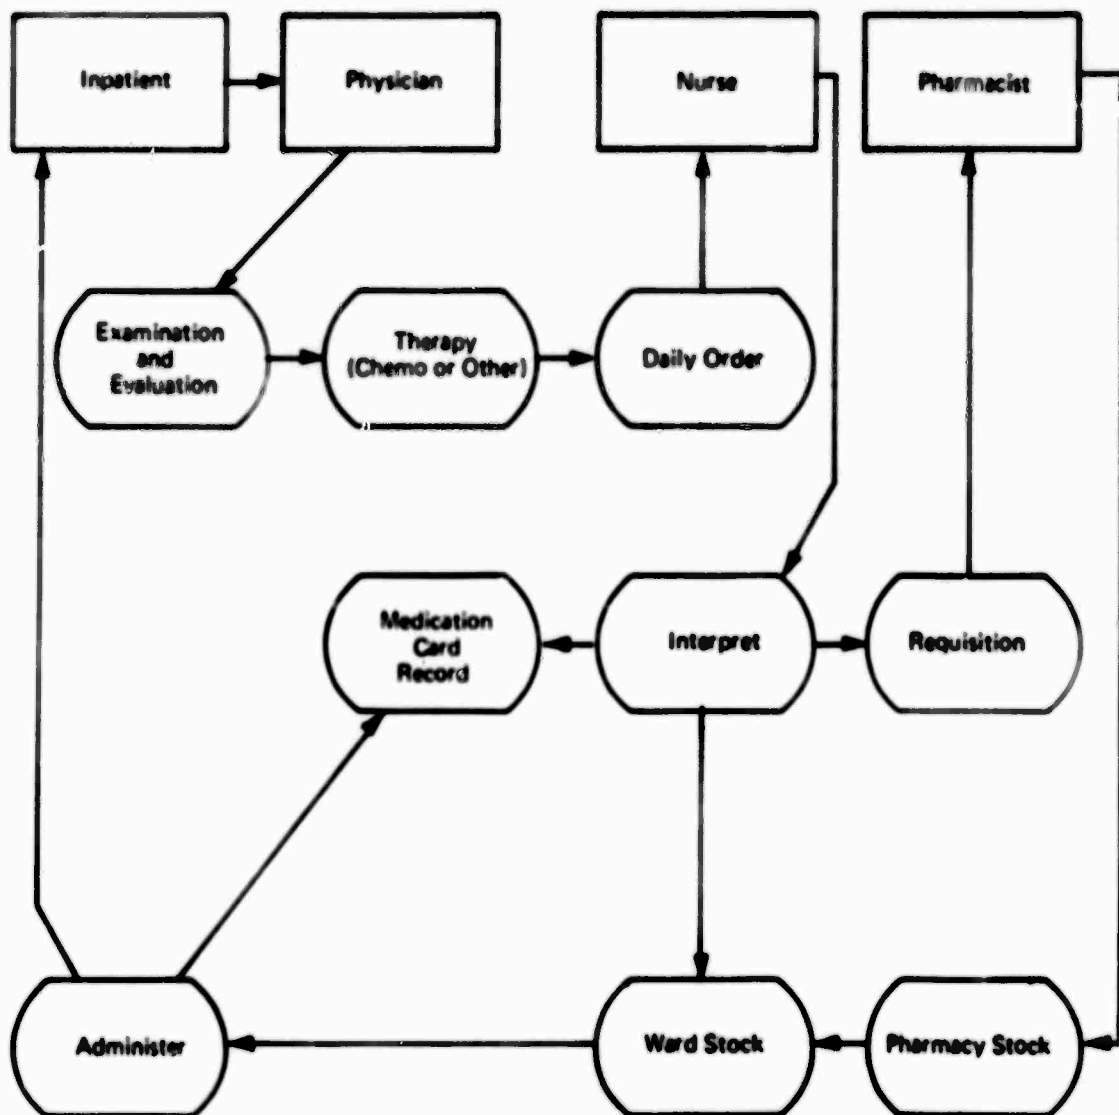 Inpatient
Physician
Nurse
Pharmacist
Examination
and
Evaluation
Therapy
(Chemo or Other)
Daily Order
Medication
Card
Record
Interpret
Requisition
Administer
Ward Stock
Pharmacy Stock